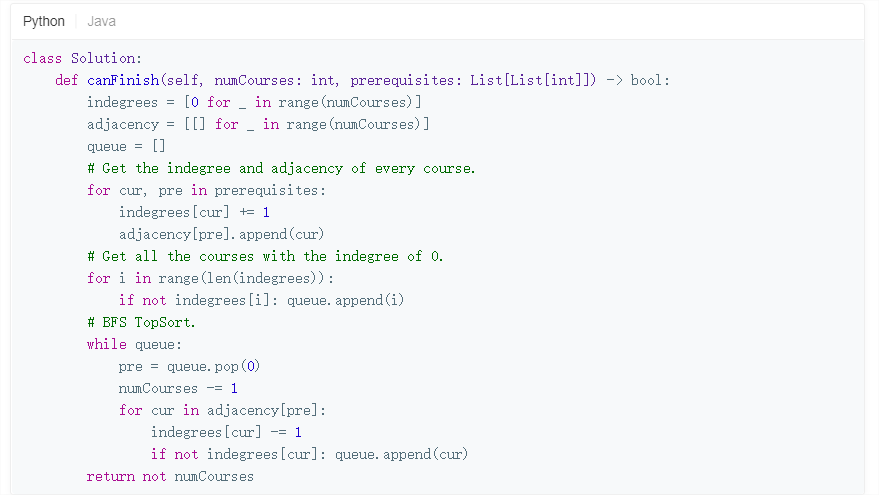 Python Java
class Solution:
    def canFinish(self, numCourses: int, prerequisites: List[List[int]]) -> bool:
        indegrees = [0 for _ in range(numCourses)]
        adjacency = [[] for _ in range(numCourses)]
        queue = []
        # Get the indegree and adjacency of every course.
        for cur, pre in prerequisites:
            indegrees[cur] += 1
            adjacency[pre].append(cur)
        # Get all the courses with the indegree of 0.
        for i in range(len(indegrees)):
            if not indegrees[i]: queue.append(i)
        # BFS TopSort.
        while queue:
            pre = queue.pop(0)
            numCourses -= 1
            for cur in adjacency[pre]:
                indegrees[cur] -= 1
                if not indegrees[cur]: queue.append(cur)
        return not numCourses